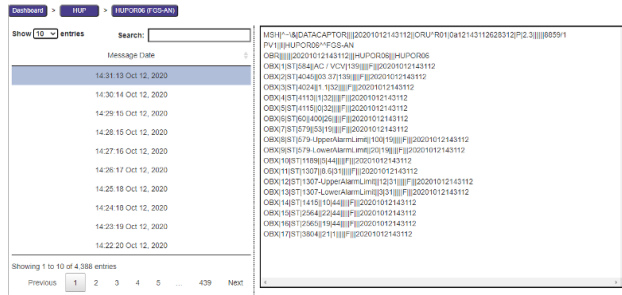 Dashboard > HUP > HUPOR06 (FGS-AN)
Show 10 entries Search:
Message Date
14:31:13 Oct 12, 2020
14:30:14 Oct 12, 2020
14:29:15 Oct 12, 2020
14:28:15 Oct 12, 2020
14:27:16 Oct 12, 2020
14:26:17 Oct 12, 2020
14:25:18 Oct 12, 2020
14:24:18 Oct 12, 2020
14:23:19 Oct 12, 2020
14:22:20 Oct 12, 2020
Showing 1 to 10 of 4,388 entries
Previous 1 2 3 4 5 ... 439 Next
MSH|^~\&|DATACAPTOR||||20201012143112||ORU^R01|0a12143112628312|P|2.3||||||8859/1
PV1||I|HUPOR06^^FGS-AN
OBR|||||||20201012143112|||HUPOR06|||HUPOR06
OBX|1|ST|584||AC / VCV|139|||||F|||20201012143112
OBX|2|ST|4045||03.37|139|||||F|||20201012143112
OBX|3|ST|4024||1:1|32|||||F|||20201012143112
OBX|4|ST|4113||1|32|||||F|||20201012143112
OBX|5|ST|4115||0|32|||||F|||20201012143112
OBX|6|ST|60||400|26|||||F|||20201012143112
OBX|7|ST|579||53|19|||||F|||20201012143112
OBX|8|ST|579-UpperAlarmLimit||100|19|||||F|||20201012143112
OBX|9|ST|579-LowerAlarmLimit||20|19|||||F|||20201012143112
OBX|10|ST|1189||5|44|||||F|||20201012143112
OBX|11|ST|1307||8.6|31|||||F|||20201012143112
OBX|12|ST|1307-UpperAlarmLimit||12|31|||||F|||20201012143112
OBX|13|ST|1307-LowerAlarmLimit||3|31|||||F|||20201012143112
OBX|14|ST|1415||10|44|||||F|||20201012143112
OBX|15|ST|2564||22|44|||||F|||20201012143112
OBX|16|ST|2565||19|44|||||F|||20201012143112
OBX|17|ST|3804||21|1|||||F|||20201012143112